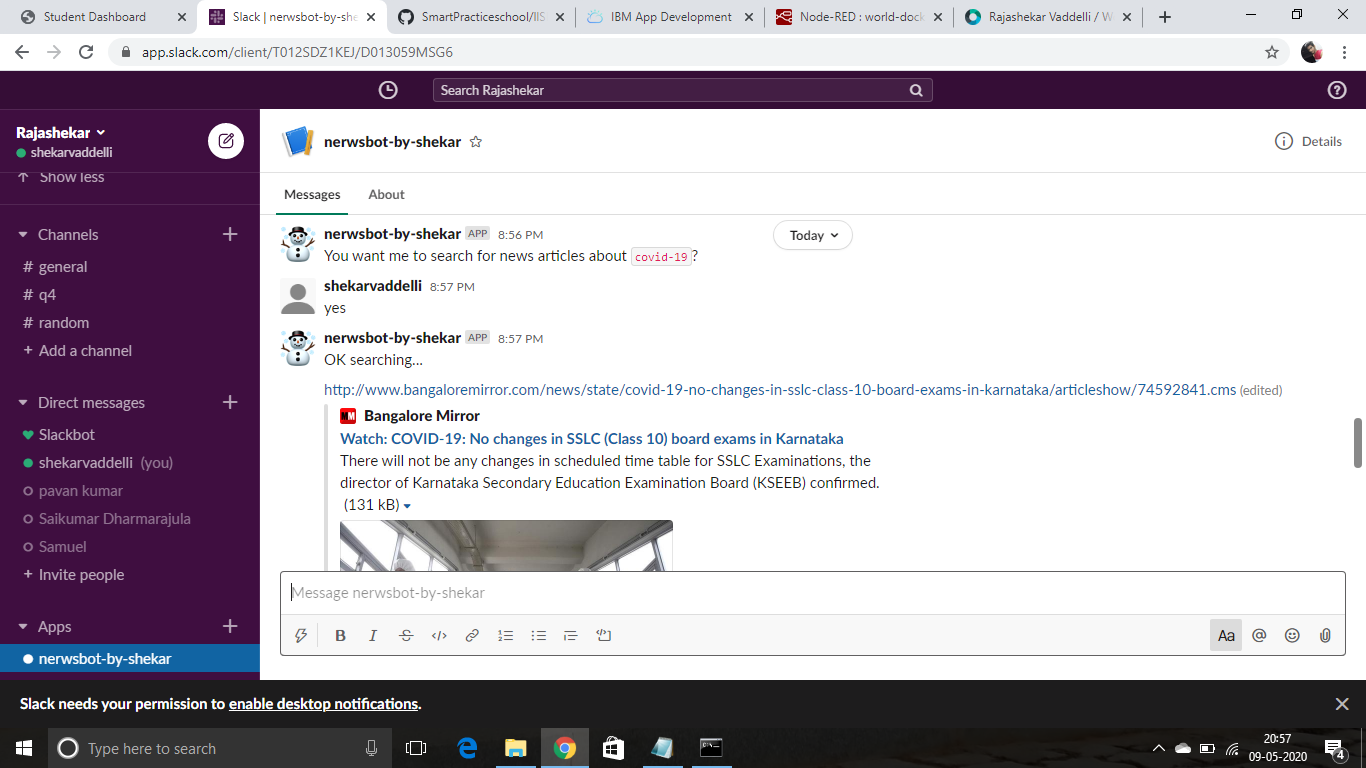 Student Dashboard
Slack | nerwsbot-by-she
SmartPracticeschool/IIS
IBM App Development
Node-RED : world-dock
Rajashekar Vaddelli / W
app.slack.com/client/T012SDZ1KEJ/D013059MSG6
Search Rajashekar
Rajashekar
shekarvaddelli
Show less
Channels
# general
# q4
# random
+ Add a channel
Direct messages
Slackbot
shekarvaddelli (you)
pavan kumar
Saikumar Dharmarajula
Samuel
+ Invite people
Apps
nerwsbot-by-shekar
nerwsbot-by-shekar
Details
Messages About
Today
nerwsbot-by-shekar APP 8:56 PM
You want me to search for news articles about covid-19?
shekarvaddelli 8:57 PM
yes
nerwsbot-by-shekar APP 8:57 PM
OK searching...
http://www.bangaloremirror.com/news/state/covid-19-no-changes-in-sslc-class-10-board-exams-in-karnataka/articleshow/74592841.cms (edited)
Bangalore Mirror
Watch: COVID-19: No changes in SSLC (Class 10) board exams in Karnataka
There will not be any changes in scheduled time table for SSLC Examinations, the
director of Karnataka Secondary Education Examination Board (KSEEB) confirmed.
(131 kB)
Message nerwsbot-by-shekar
B I S Aa @
Slack needs your permission to enable desktop notifications.
Type here to search
20:57
09-05-2020
4